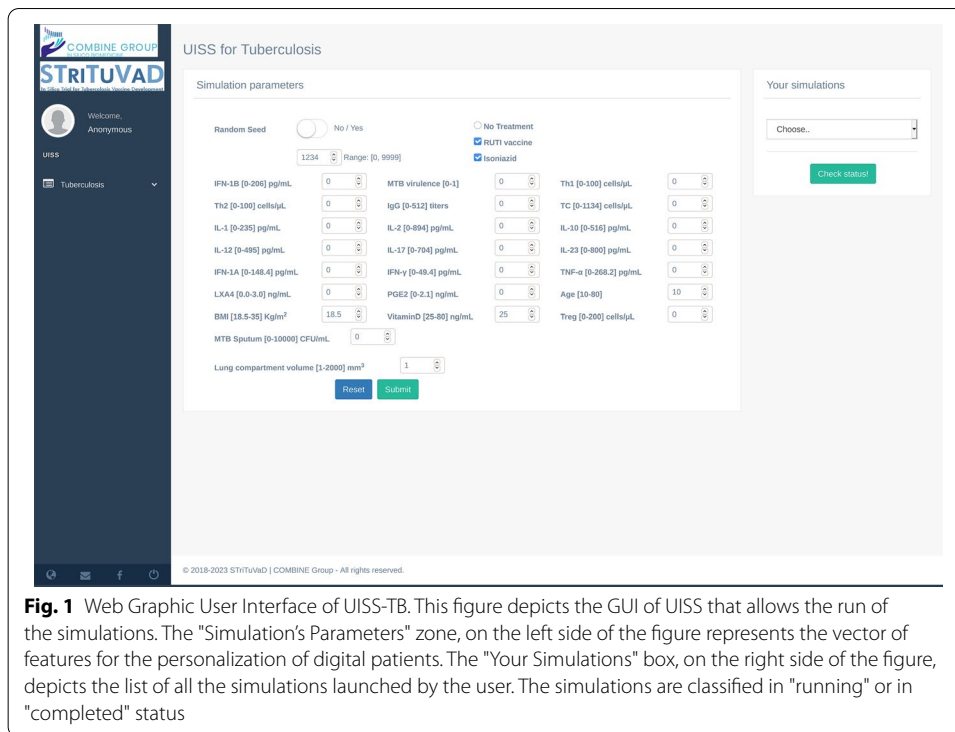 COMBINE GROUP
STRITUVAD
In Silico Trial for Tuberculosis Vaccine Development
Welcome,
Anonymous
UISS
Tuberculosis
UISS for Tuberculosis
Simulation parameters
Random Seed No / Yes
1234 Range: [0, 9999]
No Treatment
RUTI vaccine
Isoniazid
IFN-1B [0-206] pg/mL 0 MTB virulence [0-1] 0 Th1 [0-100] cells/µL 0
Th2 [0-100] cells/µL 0 IgG [0-512] titers 0 TC [0-1134] cells/µL 0
IL-1 [0-235] pg/mL 0 IL-2 [0-894] pg/mL 0 IL-10 [0-516] pg/mL 0
IL-12 [0-495] pg/mL 0 IL-17 [0-704] pg/mL 0 IL-23 [0-800] pg/mL 0
IFN-1A [0-148.4] pg/mL 0 IFN-γ [0-49.4] pg/mL 0 TNF-α [0-268.2] pg/mL 0
LXA4 [0.0-3.0] ng/mL 0 PGE2 [0-2.1] ng/mL 0 Age [10-80] 10
BMI [18.5-35] Kg/m² 18.5 VitaminD [25-80] ng/mL 25 Treg [0-200] cells/µL 0
MTB Sputum [0-10000] CFU/mL 0
Lung compartment volume [1-2000] mm³ 1
Reset Submit
Your simulations
Choose..
Check status!
© 2018-2023 STriTuVaD | COMBINE Group - All rights reserved.
Fig. 1 Web Graphic User Interface of UISS-TB. This figure depicts the GUI of UISS that allows the run of
the simulations. The "Simulation's Parameters" zone, on the left side of the figure represents the vector of
features for the personalization of digital patients. The "Your Simulations" box, on the right side of the figure,
depicts the list of all the simulations launched by the user. The simulations are classified in "running" or in
"completed" status